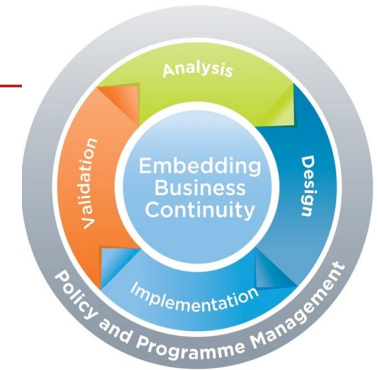 Analysis
Design
Implementation
Validation
Embedding
Business
Continuity
Policy and Programme Management